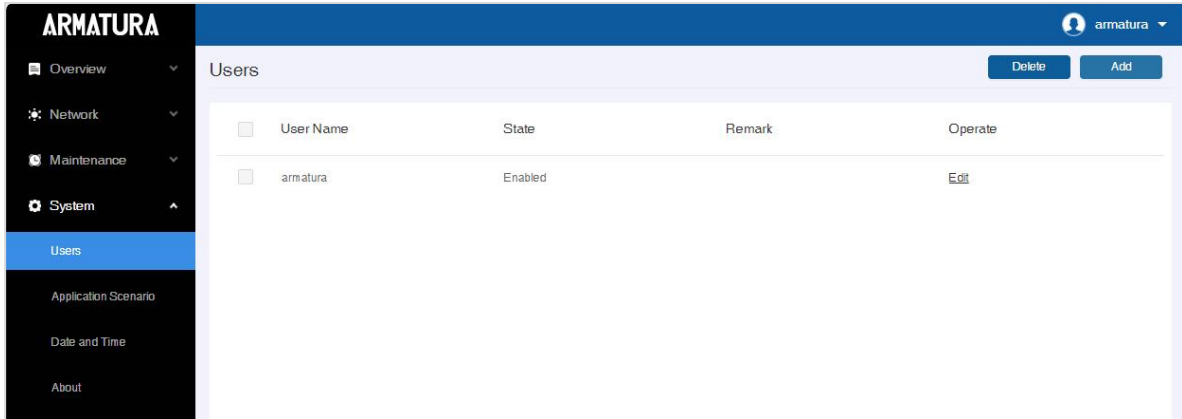 ARMATURA
armatura
Overview
Network
Maintenance
System
Users
Application Scenario
Date and Time
About
Users
Delete Add
User Name State Remark Operate
armatura Enabled Edit